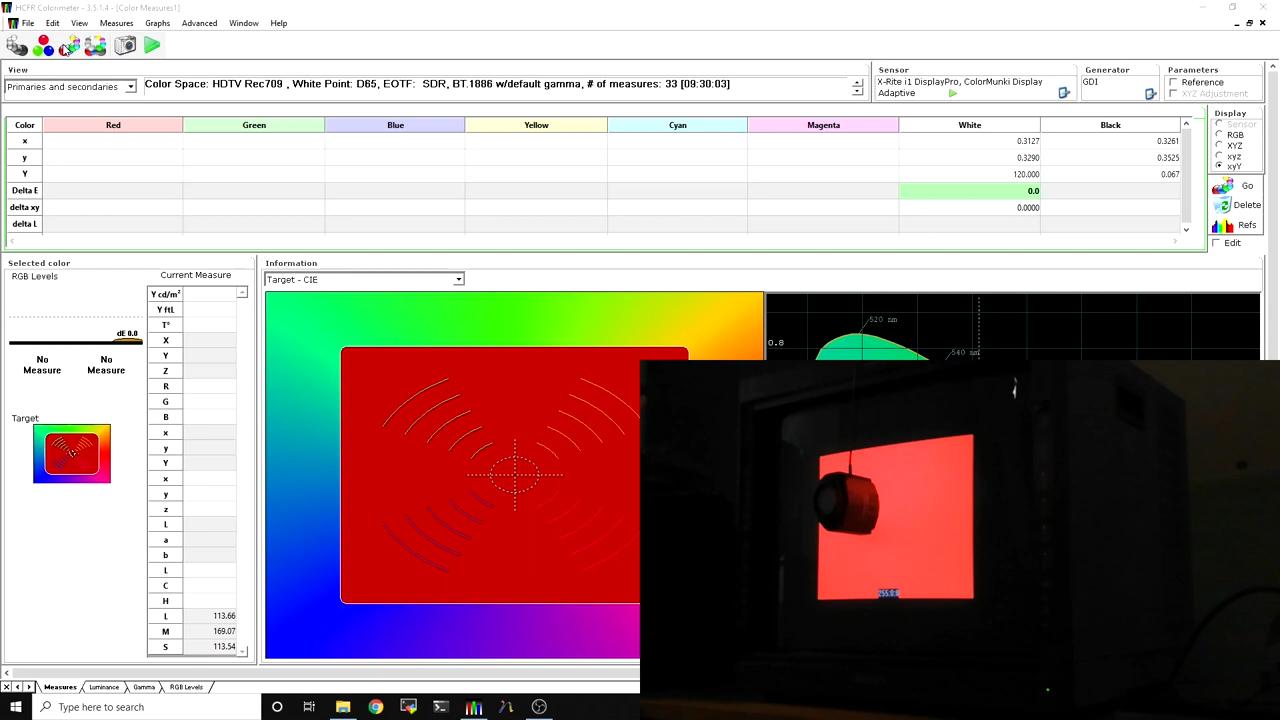 HCFR Colorimeter - 3.5.1.4 - [Color Measures1]
File Edit View Measures Graphs Advanced Window Help
View
Primaries and secondaries
Color Space: HDTV Rec709 , White Point: D65, EOTF: SDR, BT.1886 w/default gamma, # of measures: 33 [09:30:03]
Sensor
X-Rite i1 DisplayPro, ColorMunki Display
Adaptive
Generator
GDI
Parameters
Reference
XYZ Adjustment
Color Red Green Blue Yellow Cyan Magenta White Black
x 0.3127 0.3261
y 0.3290 0.3525
Y 120.000 0.067
Delta E 0.0
delta xy 0.0000
delta L
Display
Sensor
RGB
XYZ
xyz
xyY
Go
Delete
Refs
Edit
Selected color
RGB Levels
dE 0.0
No Measure
No Measure
Target
Current Measure
Y cd/m²
Y ftL
T°
X
Y
Z
R
G
B
x
y
Y
x
y
z
L
a
b
L
C
H
L 113.66
M 169.07
S 113.54
Information
Target - CIE
520 nm
540 nm
0.8
255:0:0
Measures Luminance Gamma RGB Levels
Type here to search